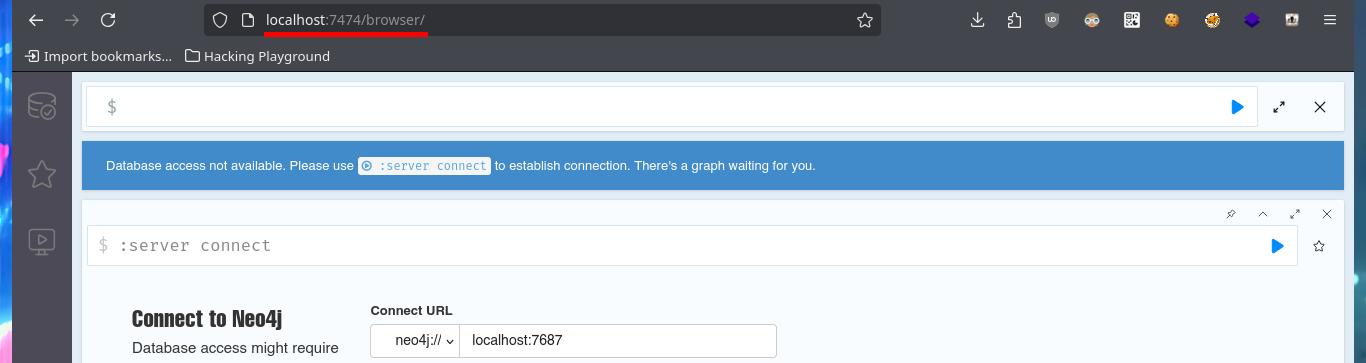 localhost:7474/browser/
Import bookmarks... Hacking Playground
$
Database access not available. Please use :server connect to establish connection. There's a graph waiting for you.
$ :server connect
Connect to Neo4j
Database access might require
Connect URL
neo4j:// localhost:7687